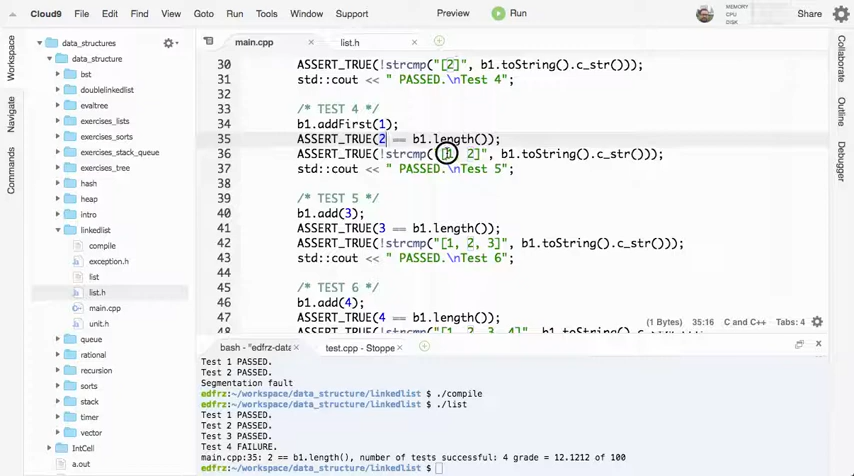 Cloud9 File Edit Find View Goto Run Tools Window Support Preview Run MEMORY CPU DISK Share
Workspace
Navigate
Commands
data_structures
data_structure
bst
doublelinkedlist
evaltree
exercises_lists
exercises_sorts
exercises_stack_queue
exercises_tree
hash
heap
intro
linkedlist
compile
exception.h
list
list.h
main.cpp
unit.h
queue
rational
recursion
sorts
stack
timer
vector
IntCell
a.out
main.cpp × list.h ×
30 ASSERT_TRUE(!strcmp("[2]", b1.toString().c_str()));
31 std::cout << " PASSED.\nTest 4";
32
33 /* TEST 4 */
34 b1.addFirst(1);
35 ASSERT_TRUE(2 == b1.length());
36 ASSERT_TRUE(!strcmp("[1, 2]", b1.toString().c_str()));
37 std::cout << " PASSED.\nTest 5";
38
39 /* TEST 5 */
40 b1.add(3);
41 ASSERT_TRUE(3 == b1.length());
42 ASSERT_TRUE(!strcmp("[1, 2, 3]", b1.toString().c_str()));
43 std::cout << " PASSED.\nTest 6";
44
45 /* TEST 6 */
46 b1.add(4);
47 ASSERT_TRUE(4 == b1.length());
48 ASSERT_TRUE(!strcmp("[1, 2, 3, 4]", b1.toString().c_str()));
(1 Bytes) 35:16 C and C++ Tabs: 4
bash - "edfrz-data × test.cpp - Stoppe ×
Test 1 PASSED.
Test 2 PASSED.
Segmentation fault
edfrz:~/workspace/data_structure/linkedlist $ ./compile
edfrz:~/workspace/data_structure/linkedlist $ ./list
Test 1 PASSED.
Test 2 PASSED.
Test 3 PASSED.
Test 4 FAILURE.
main.cpp:35: 2 == b1.length(), number of tests successful: 4 grade = 12.1212 of 100
edfrz:~/workspace/data_structure/linkedlist $
Collaborate
Outline
Debugger